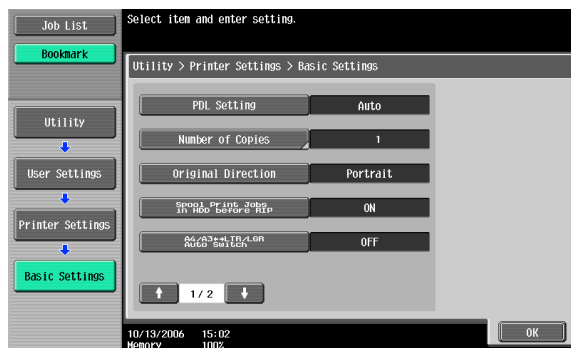 Job List
Bookmark
Select item and enter setting.
Utility > Printer Settings > Basic Settings
Utility
User Settings
Printer Settings
Basic Settings
PDL Setting
Auto
Number of Copies
1
Original Direction
Portrait
Spool Print Jobs
in HDD before RIP
ON
A4/A3↔LTR/LGR
Auto Switch
OFF
1/ 2
10/13/2006 15:02
Memory 100%
OK